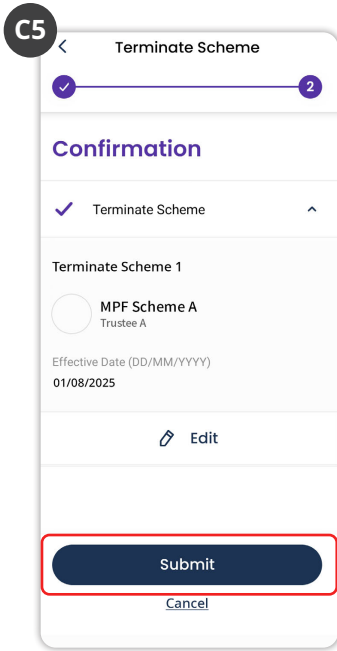 C5
Terminate Scheme
2
Confirmation
Terminate Scheme
Terminate Scheme 1
MPF Scheme A
Trustee A
Effective Date (DD/MM/YYYY)
01/08/2025
Edit
Submit
Cancel